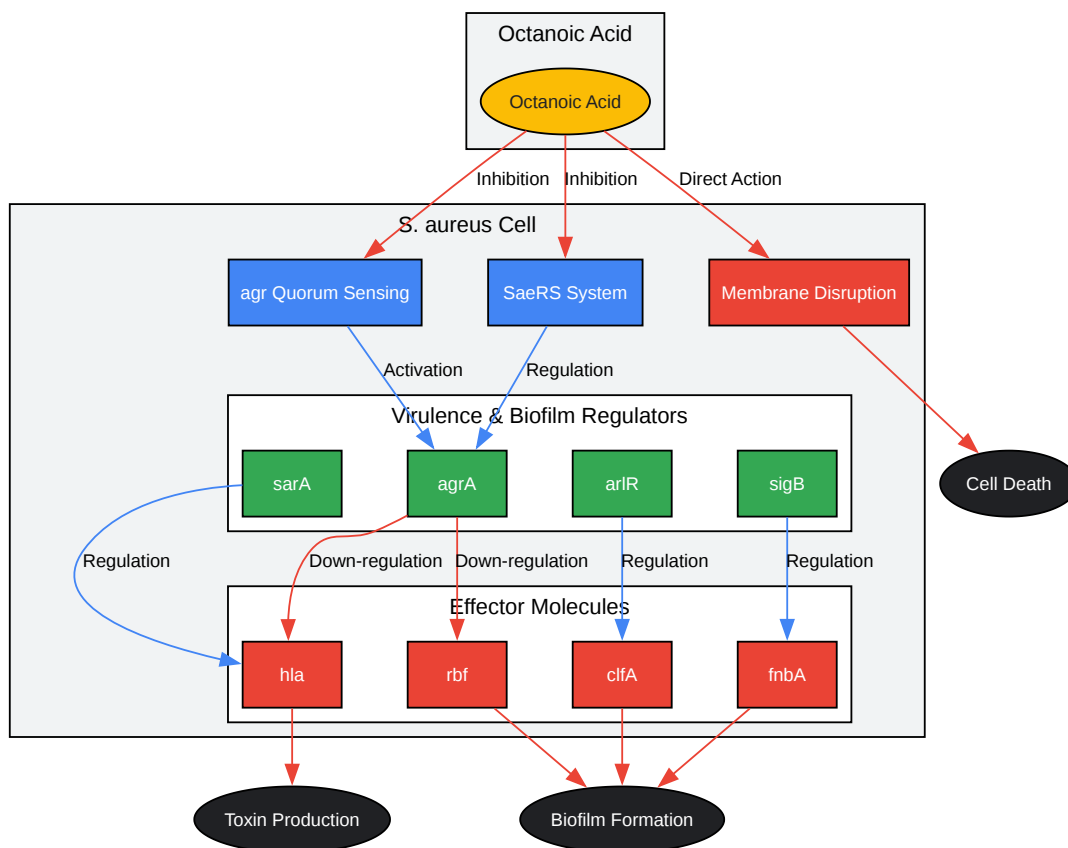 Octanoic Acid
Octanoic Acid
Inhibition
Inhibition
Direct Action
S. aureus Cell
agr Quorum Sensing
SaeRS System
Membrane Disruption
Activation
Regulation
Virulence & Biofilm Regulators
sarA
agrA
arlR
sigB
Cell Death
Regulation
Down-regulation
Down-regulation
Regulation
Regulation
Effector Molecules
hla
rbf
clfA
fnbA
Toxin Production
Biofilm Formation